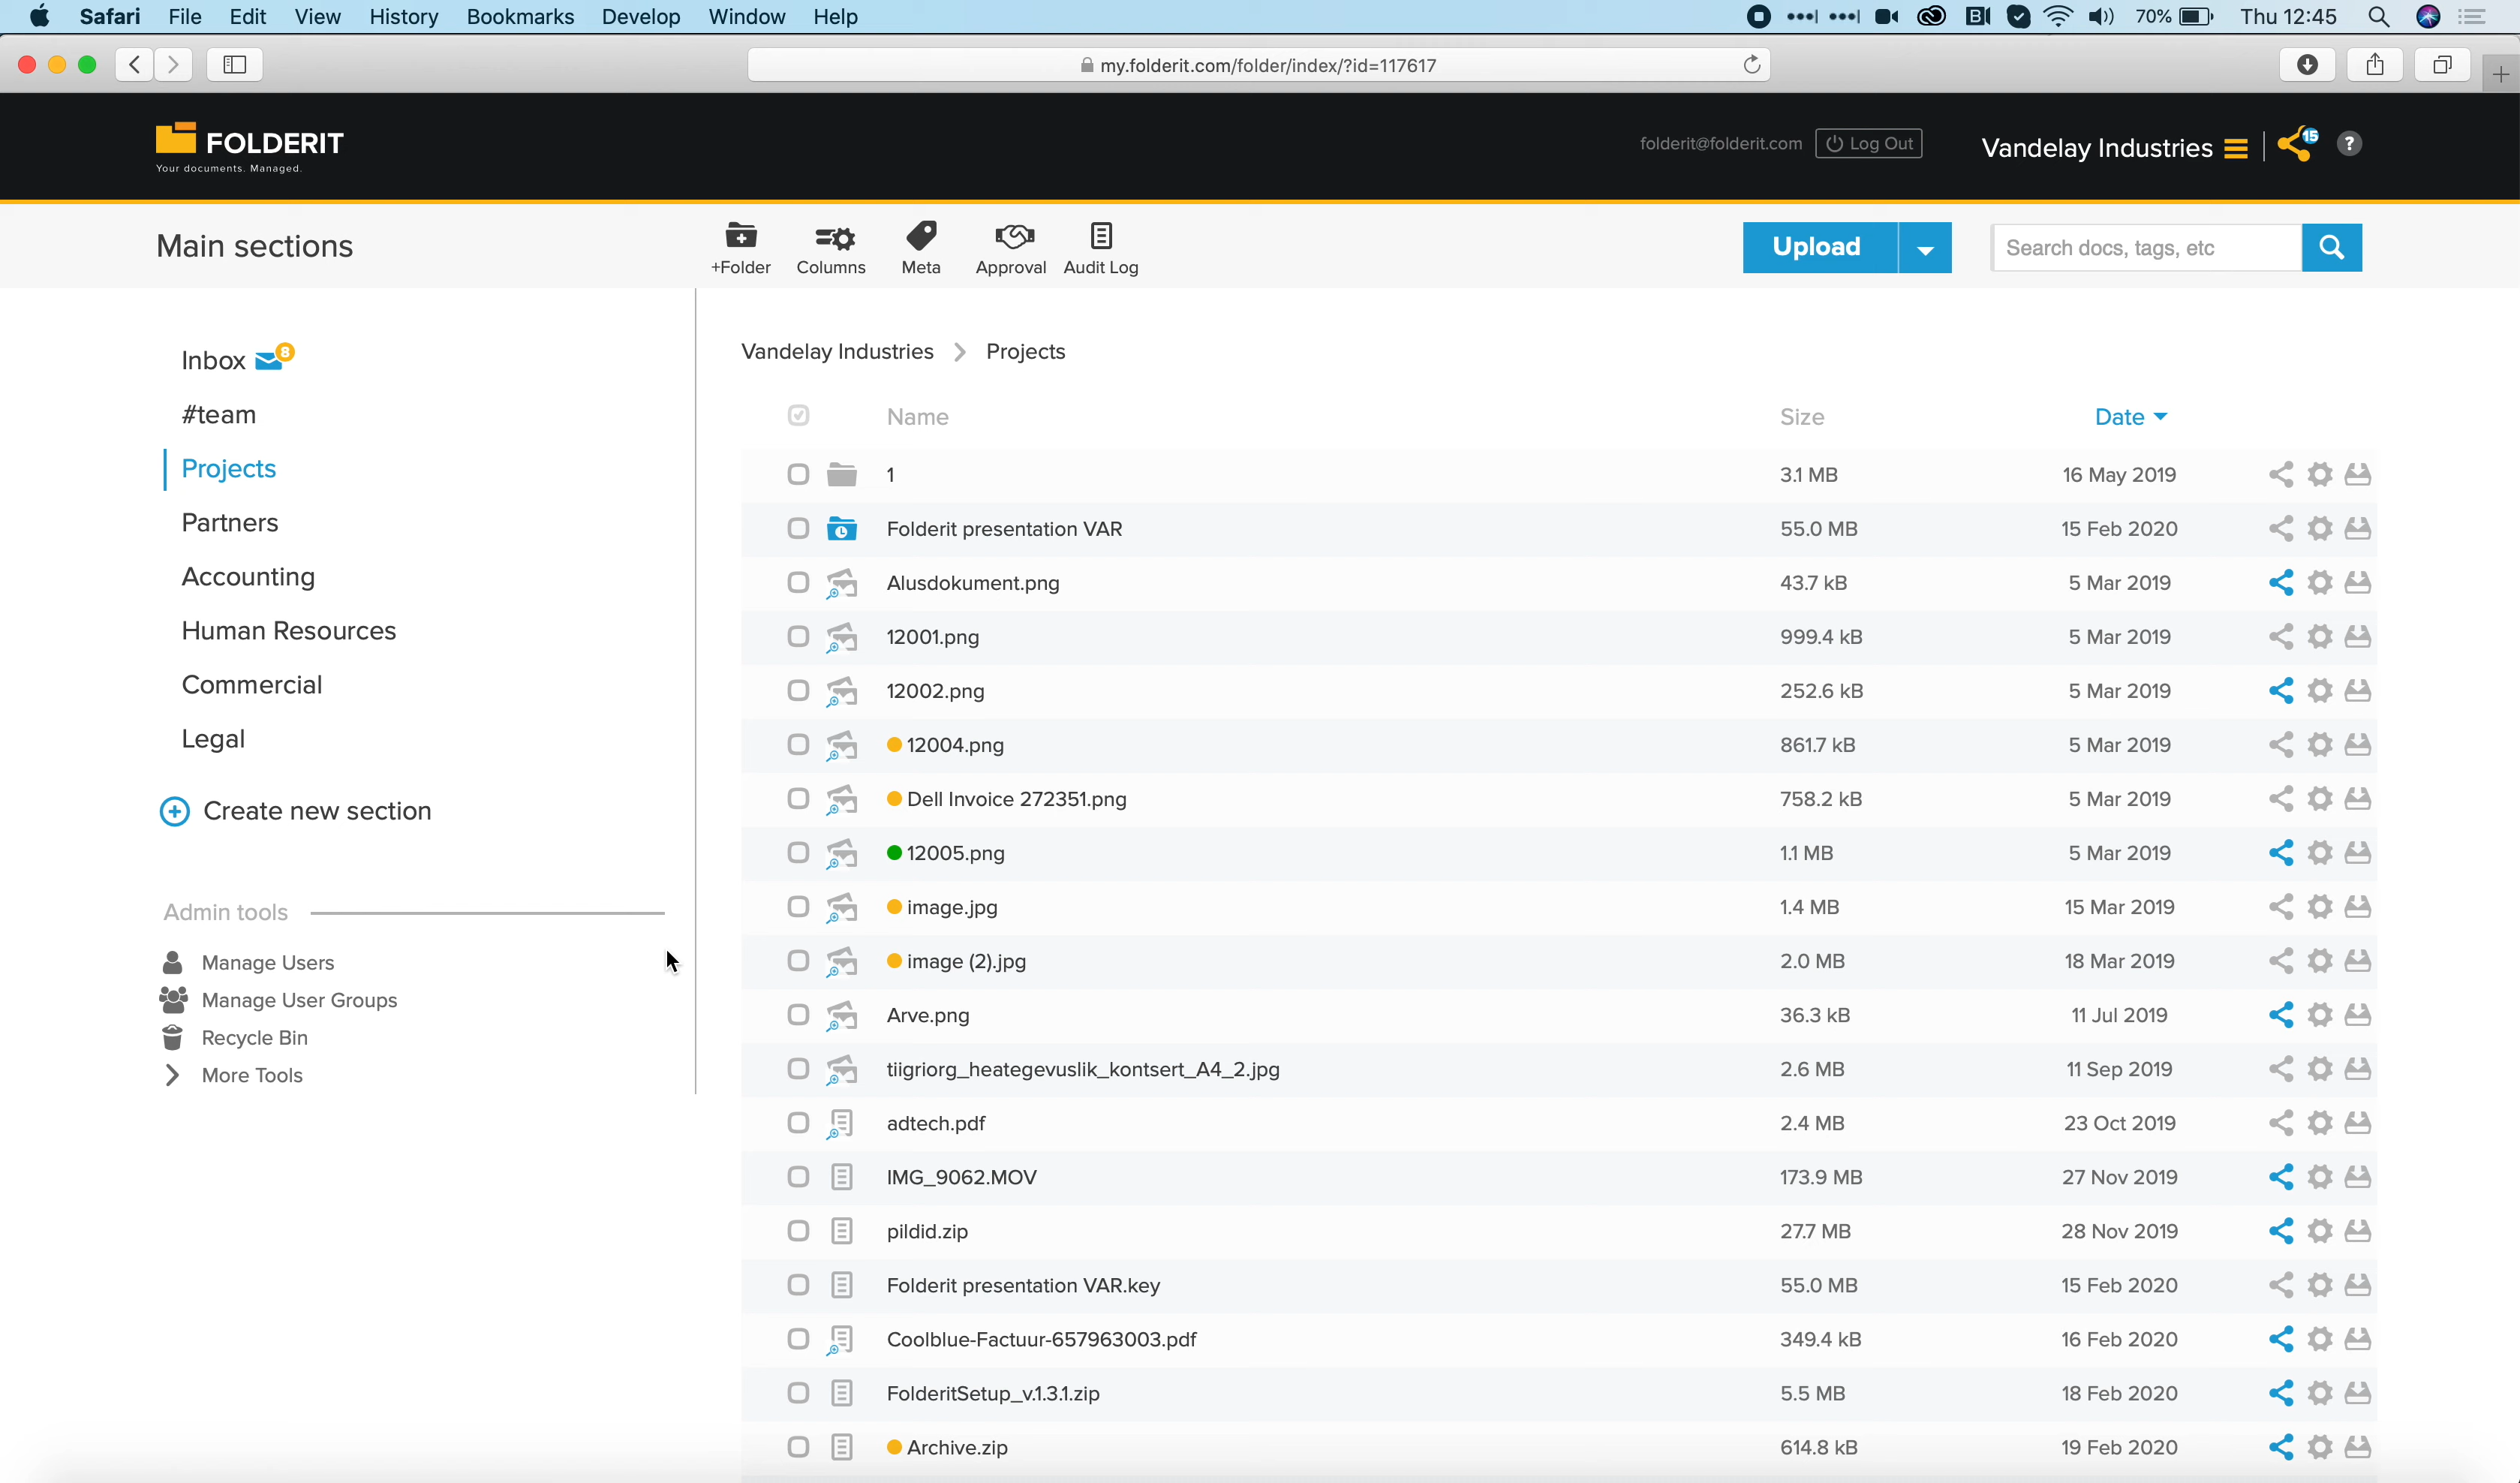 Safari File Edit View History Bookmarks Develop Window Help 70% Thu 12:45
my.folderit.com/folder/index/?id=117617
FOLDERIT
Your documents. Managed.
folderit@folderit.com Log Out Vandelay Industries 15 ?
Main sections
+Folder Columns Meta Approval Audit Log
Upload Search docs, tags, etc
Inbox 8
#team
Projects
Partners
Accounting
Human Resources
Commercial
Legal
Create new section
Admin tools
Manage Users
Manage User Groups
Recycle Bin
More Tools
Vandelay Industries Projects
Name Size Date
1 3.1 MB 16 May 2019
Folderit presentation VAR 55.0 MB 15 Feb 2020
Alusdokument.png 43.7 kB 5 Mar 2019
12001.png 999.4 kB 5 Mar 2019
12002.png 252.6 kB 5 Mar 2019
12004.png 861.7 kB 5 Mar 2019
Dell Invoice 272351.png 758.2 kB 5 Mar 2019
12005.png 1.1 MB 5 Mar 2019
image.jpg 1.4 MB 15 Mar 2019
image (2).jpg 2.0 MB 18 Mar 2019
Arve.png 36.3 kB 11 Jul 2019
tiigriorg_heategevuslik_kontsert_A4_2.jpg 2.6 MB 11 Sep 2019
adtech.pdf 2.4 MB 23 Oct 2019
IMG_9062.MOV 173.9 MB 27 Nov 2019
pildid.zip 27.7 MB 28 Nov 2019
Folderit presentation VAR.key 55.0 MB 15 Feb 2020
Coolblue-Factuur-657963003.pdf 349.4 kB 16 Feb 2020
FolderitSetup_v.1.3.1.zip 5.5 MB 18 Feb 2020
Archive.zip 614.8 kB 19 Feb 2020